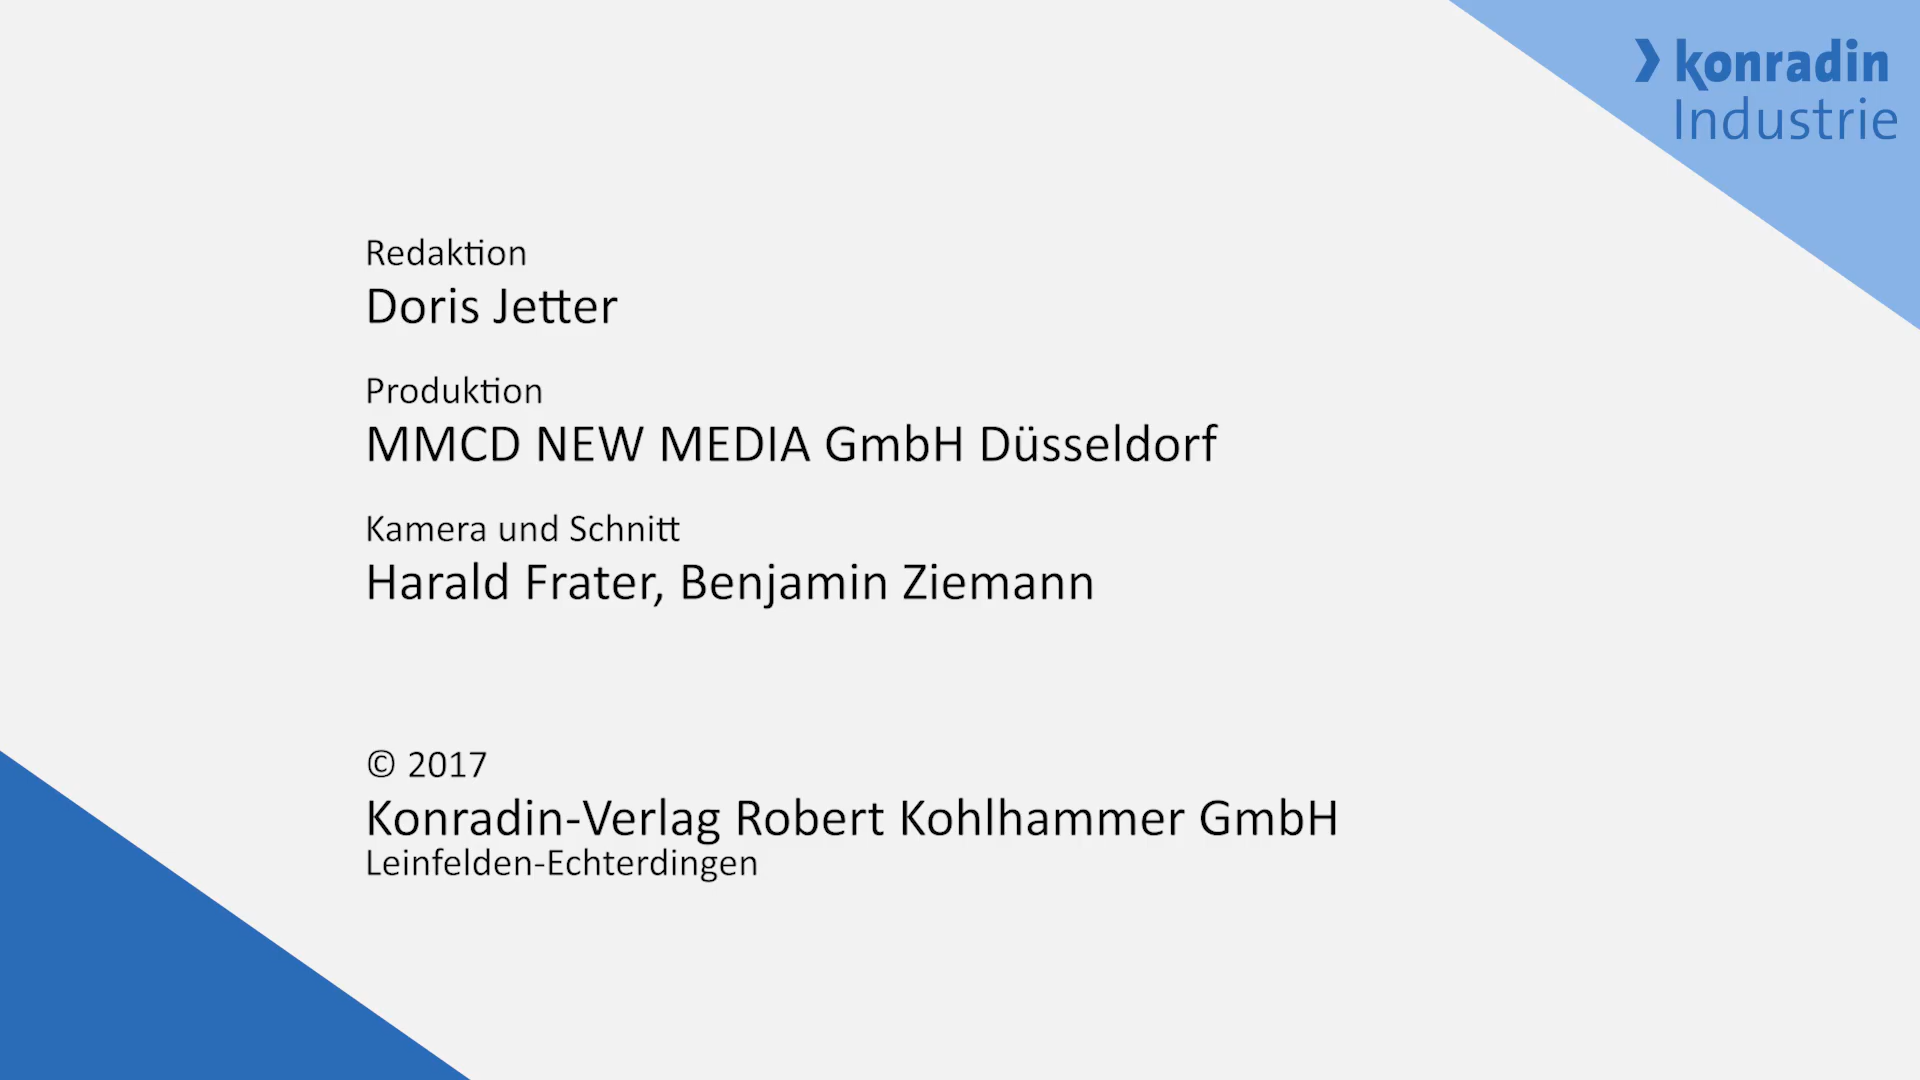 konradin
Industrie
Redaktion
Doris Jetter
Produktion
MMCD NEW MEDIA GmbH Düsseldorf
Kamera und Schnitt
Harald Frater, Benjamin Ziemann
© 2017
Konradin-Verlag Robert Kohlhammer GmbH
Leinfelden-Echterdingen